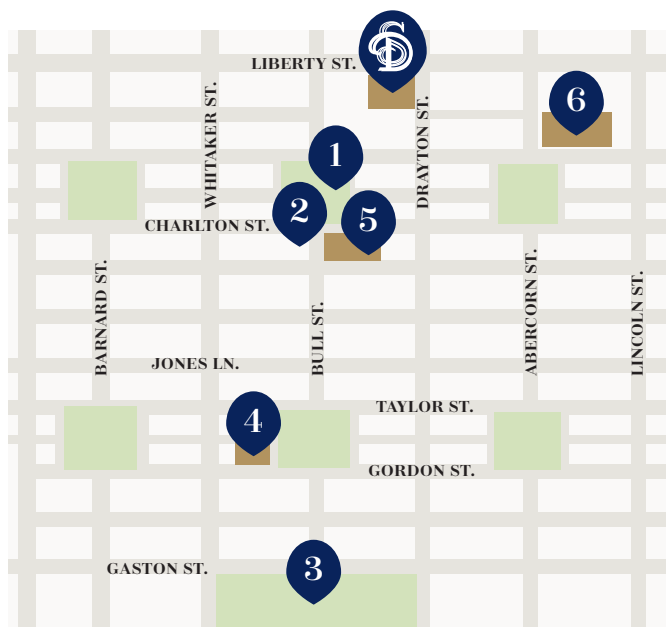 SD
LIBERTY ST.
6
WHITAKER ST.
DRAYTON ST.
1
2
5
CHARLTON ST.
BARNARD ST.
BULL ST.
ABERCORN ST.
LINCOLN ST.
JONES LN.
TAYLOR ST.
4
GORDON ST.
GASTON ST.
3